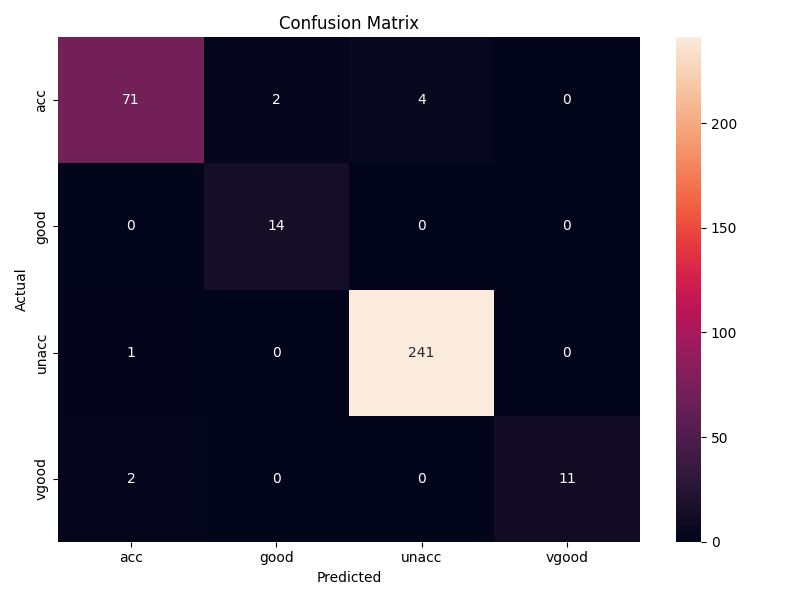 Confusion Matrix
acc 71 2 4 0
good 0 14 0 0
unacc 1 0 241 0
vgood 2 0 0 11
acc good unacc vgood
Predicted
Actual
200
150
100
50
0